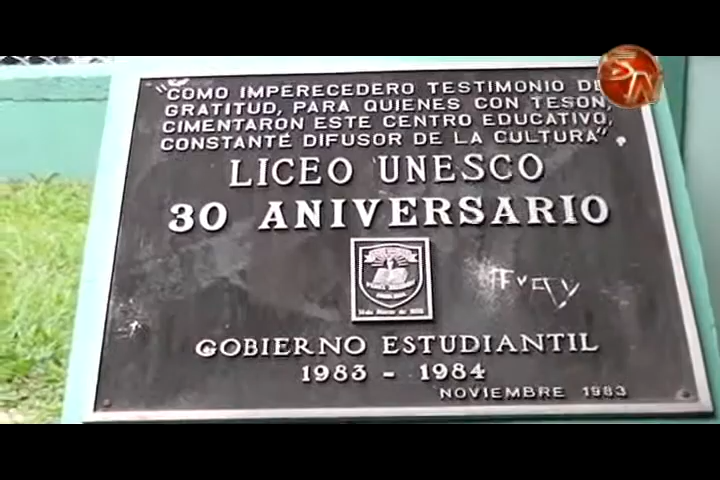 "COMO IMPERECEDERO TESTIMONIO DE
GRATITUD, PARA QUIENES CON TESON,
CIMENTARON ESTE CENTRO EDUCATIVO,
CONSTANTE DIFUSOR DE LA CULTURA"
LICEO "UNESCO
30 ANIVERSARIO
GOBIERNO ESTUDIANTIL
1983 - 1984
NOVIEMBRE 1983